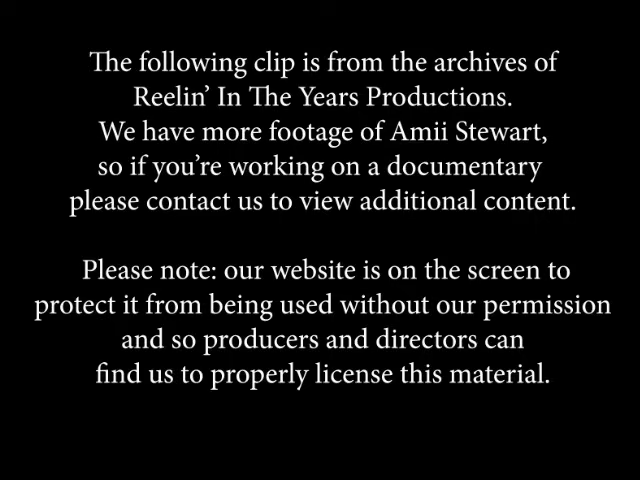 The following clip is from the archives of
Reelin’ In The Years Productions.
We have more footage of Amii Stewart,
so if you’re working on a documentary
please contact us to view additional content.
Please note: our website is on the screen to
protect it from being used without our permission
and so producers and directors can
find us to properly license this material.